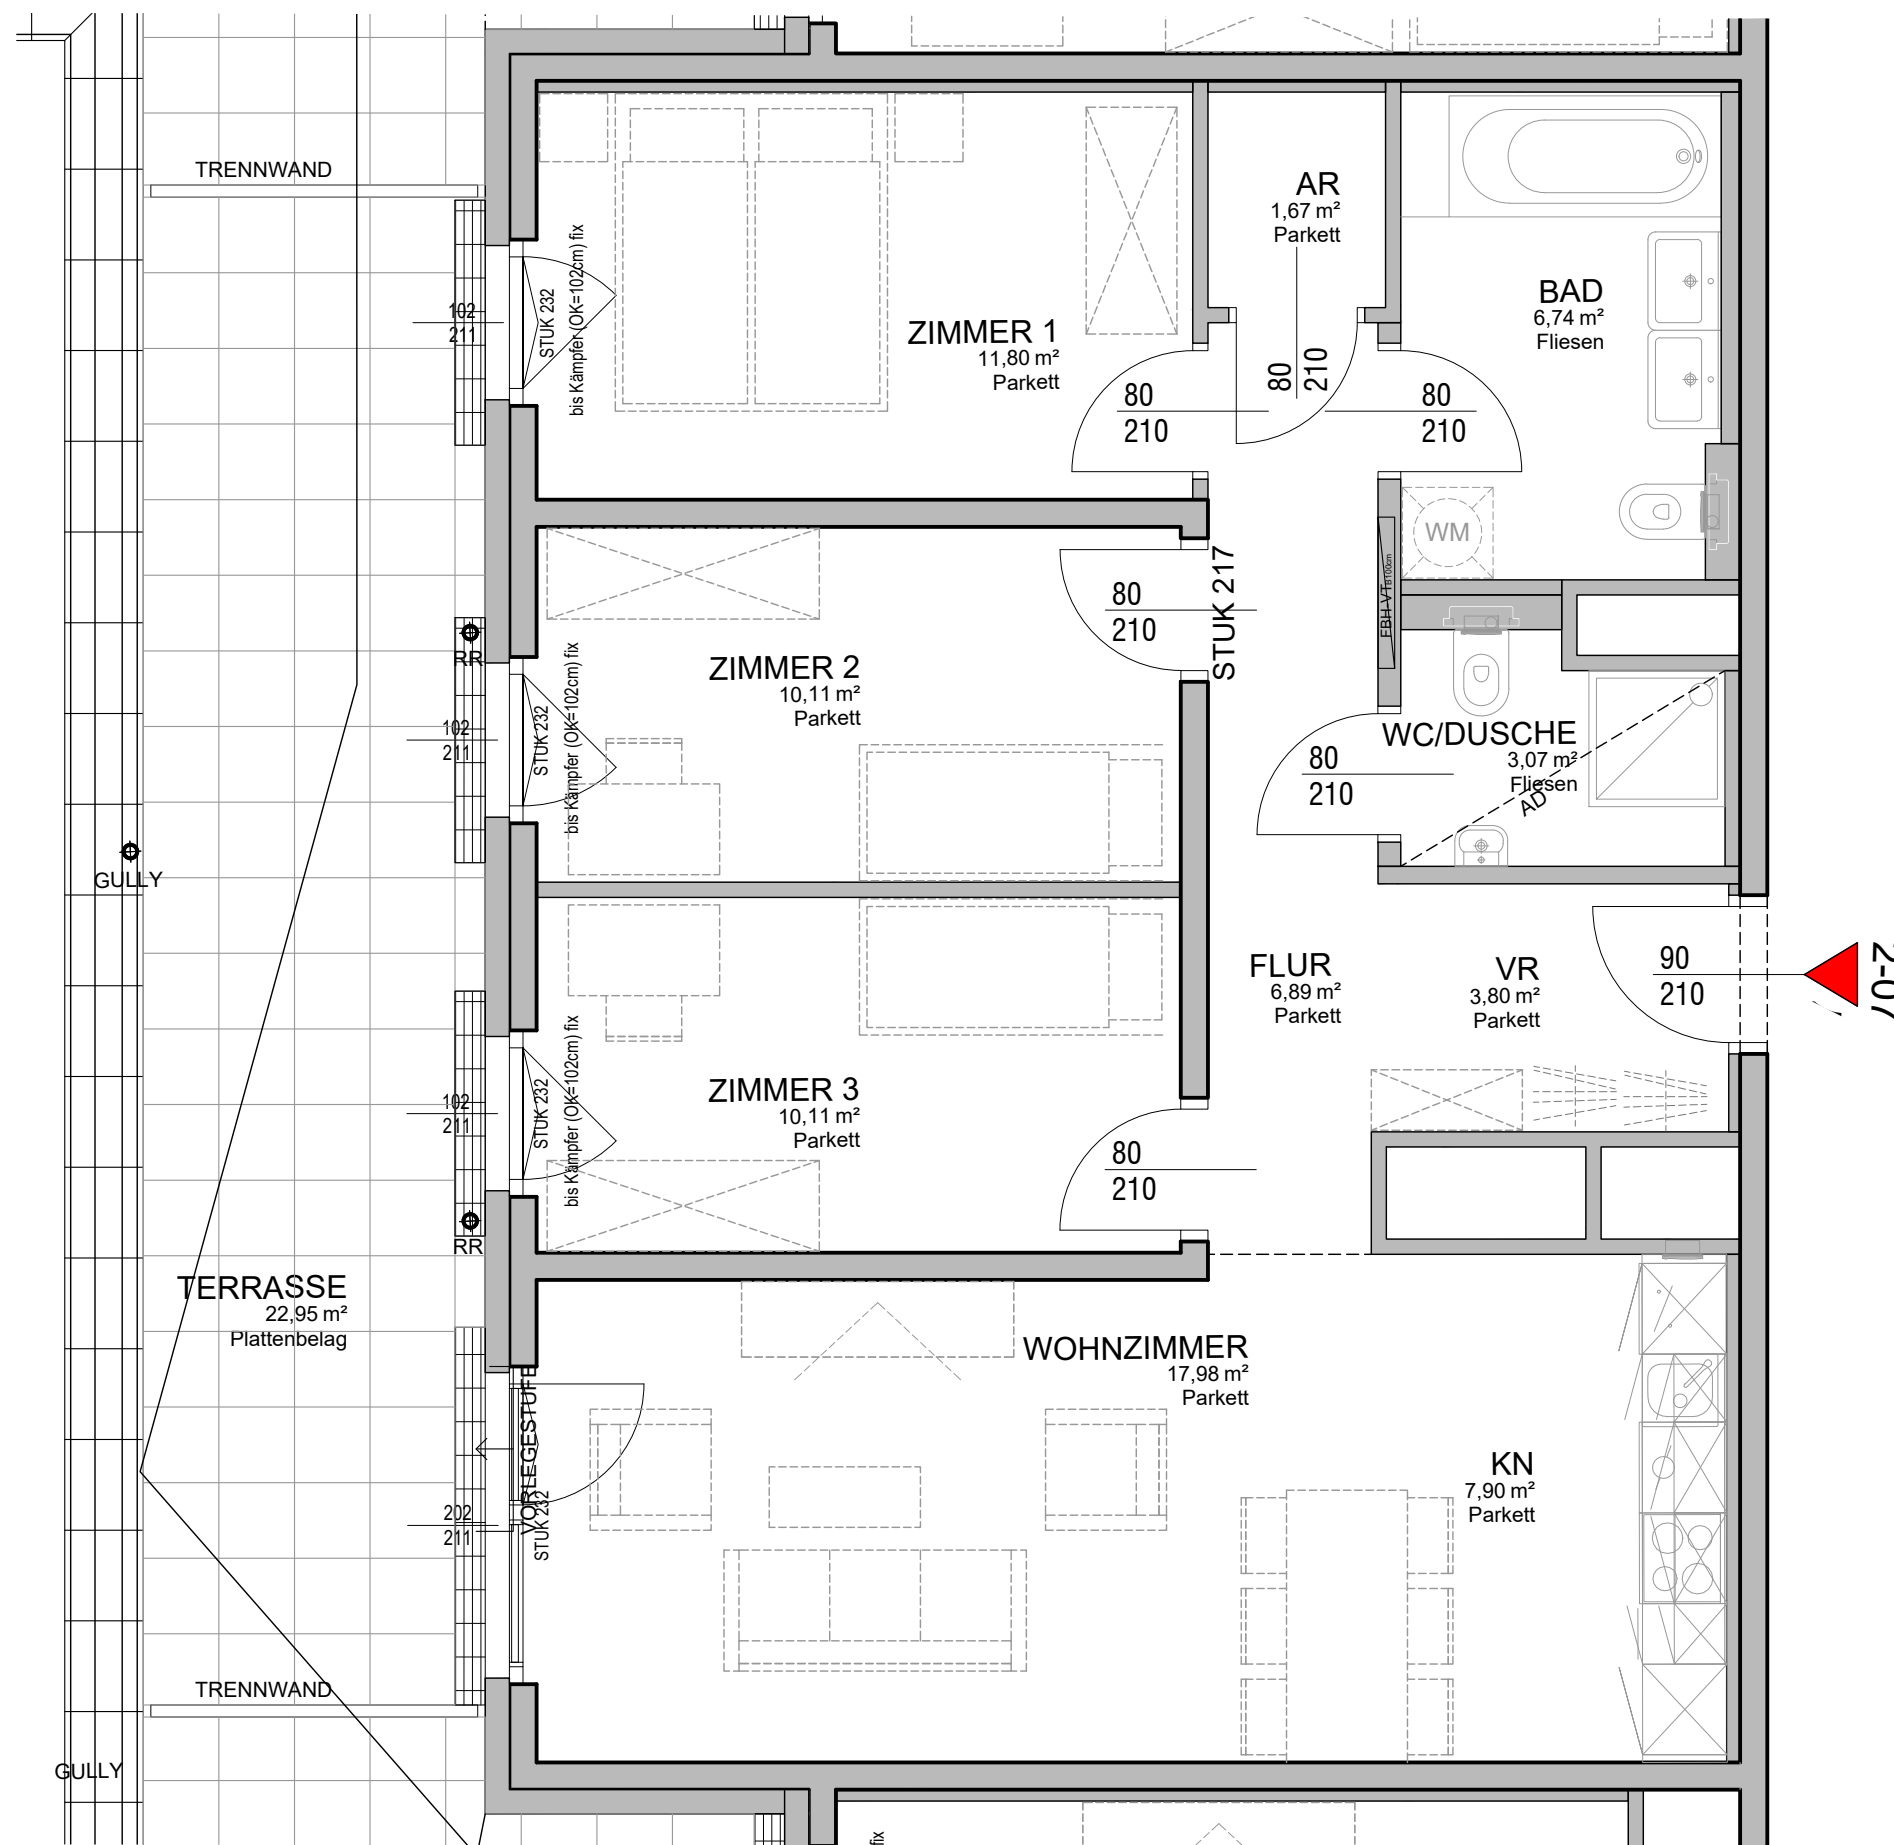 TRENNWAND
102
211
STUK 232
bis Kämpfer (OK=102cm) fix
ZIMMER 1
11,80 m²
Parkett
80
210
AR
1,67 m²
Parkett
80
210
BAD
6,74 m²
Fliesen
80
210
WM
RR
102
211
STUK 232
bis Kämpfer (OK=102cm) fix
ZIMMER 2
10,11 m²
Parkett
80
210
STUK 217
FBH-VT B100cm
WC/DUSCHE
3,07 m²
Fliesen
AD
80
210
GULLY
102
211
STUK 232
bis Kämpfer (OK=102cm) fix
ZIMMER 3
10,11 m²
Parkett
80
210
FLUR
6,89 m²
Parkett
VR
3,80 m²
Parkett
90
210
2-07
RR
TERRASSE
22,95 m²
Plattenbelag
VORLEGESTUFE
202
211
STUK 232
WOHNZIMMER
17,98 m²
Parkett
KN
7,90 m²
Parkett
TRENNWAND
GULLY
fix